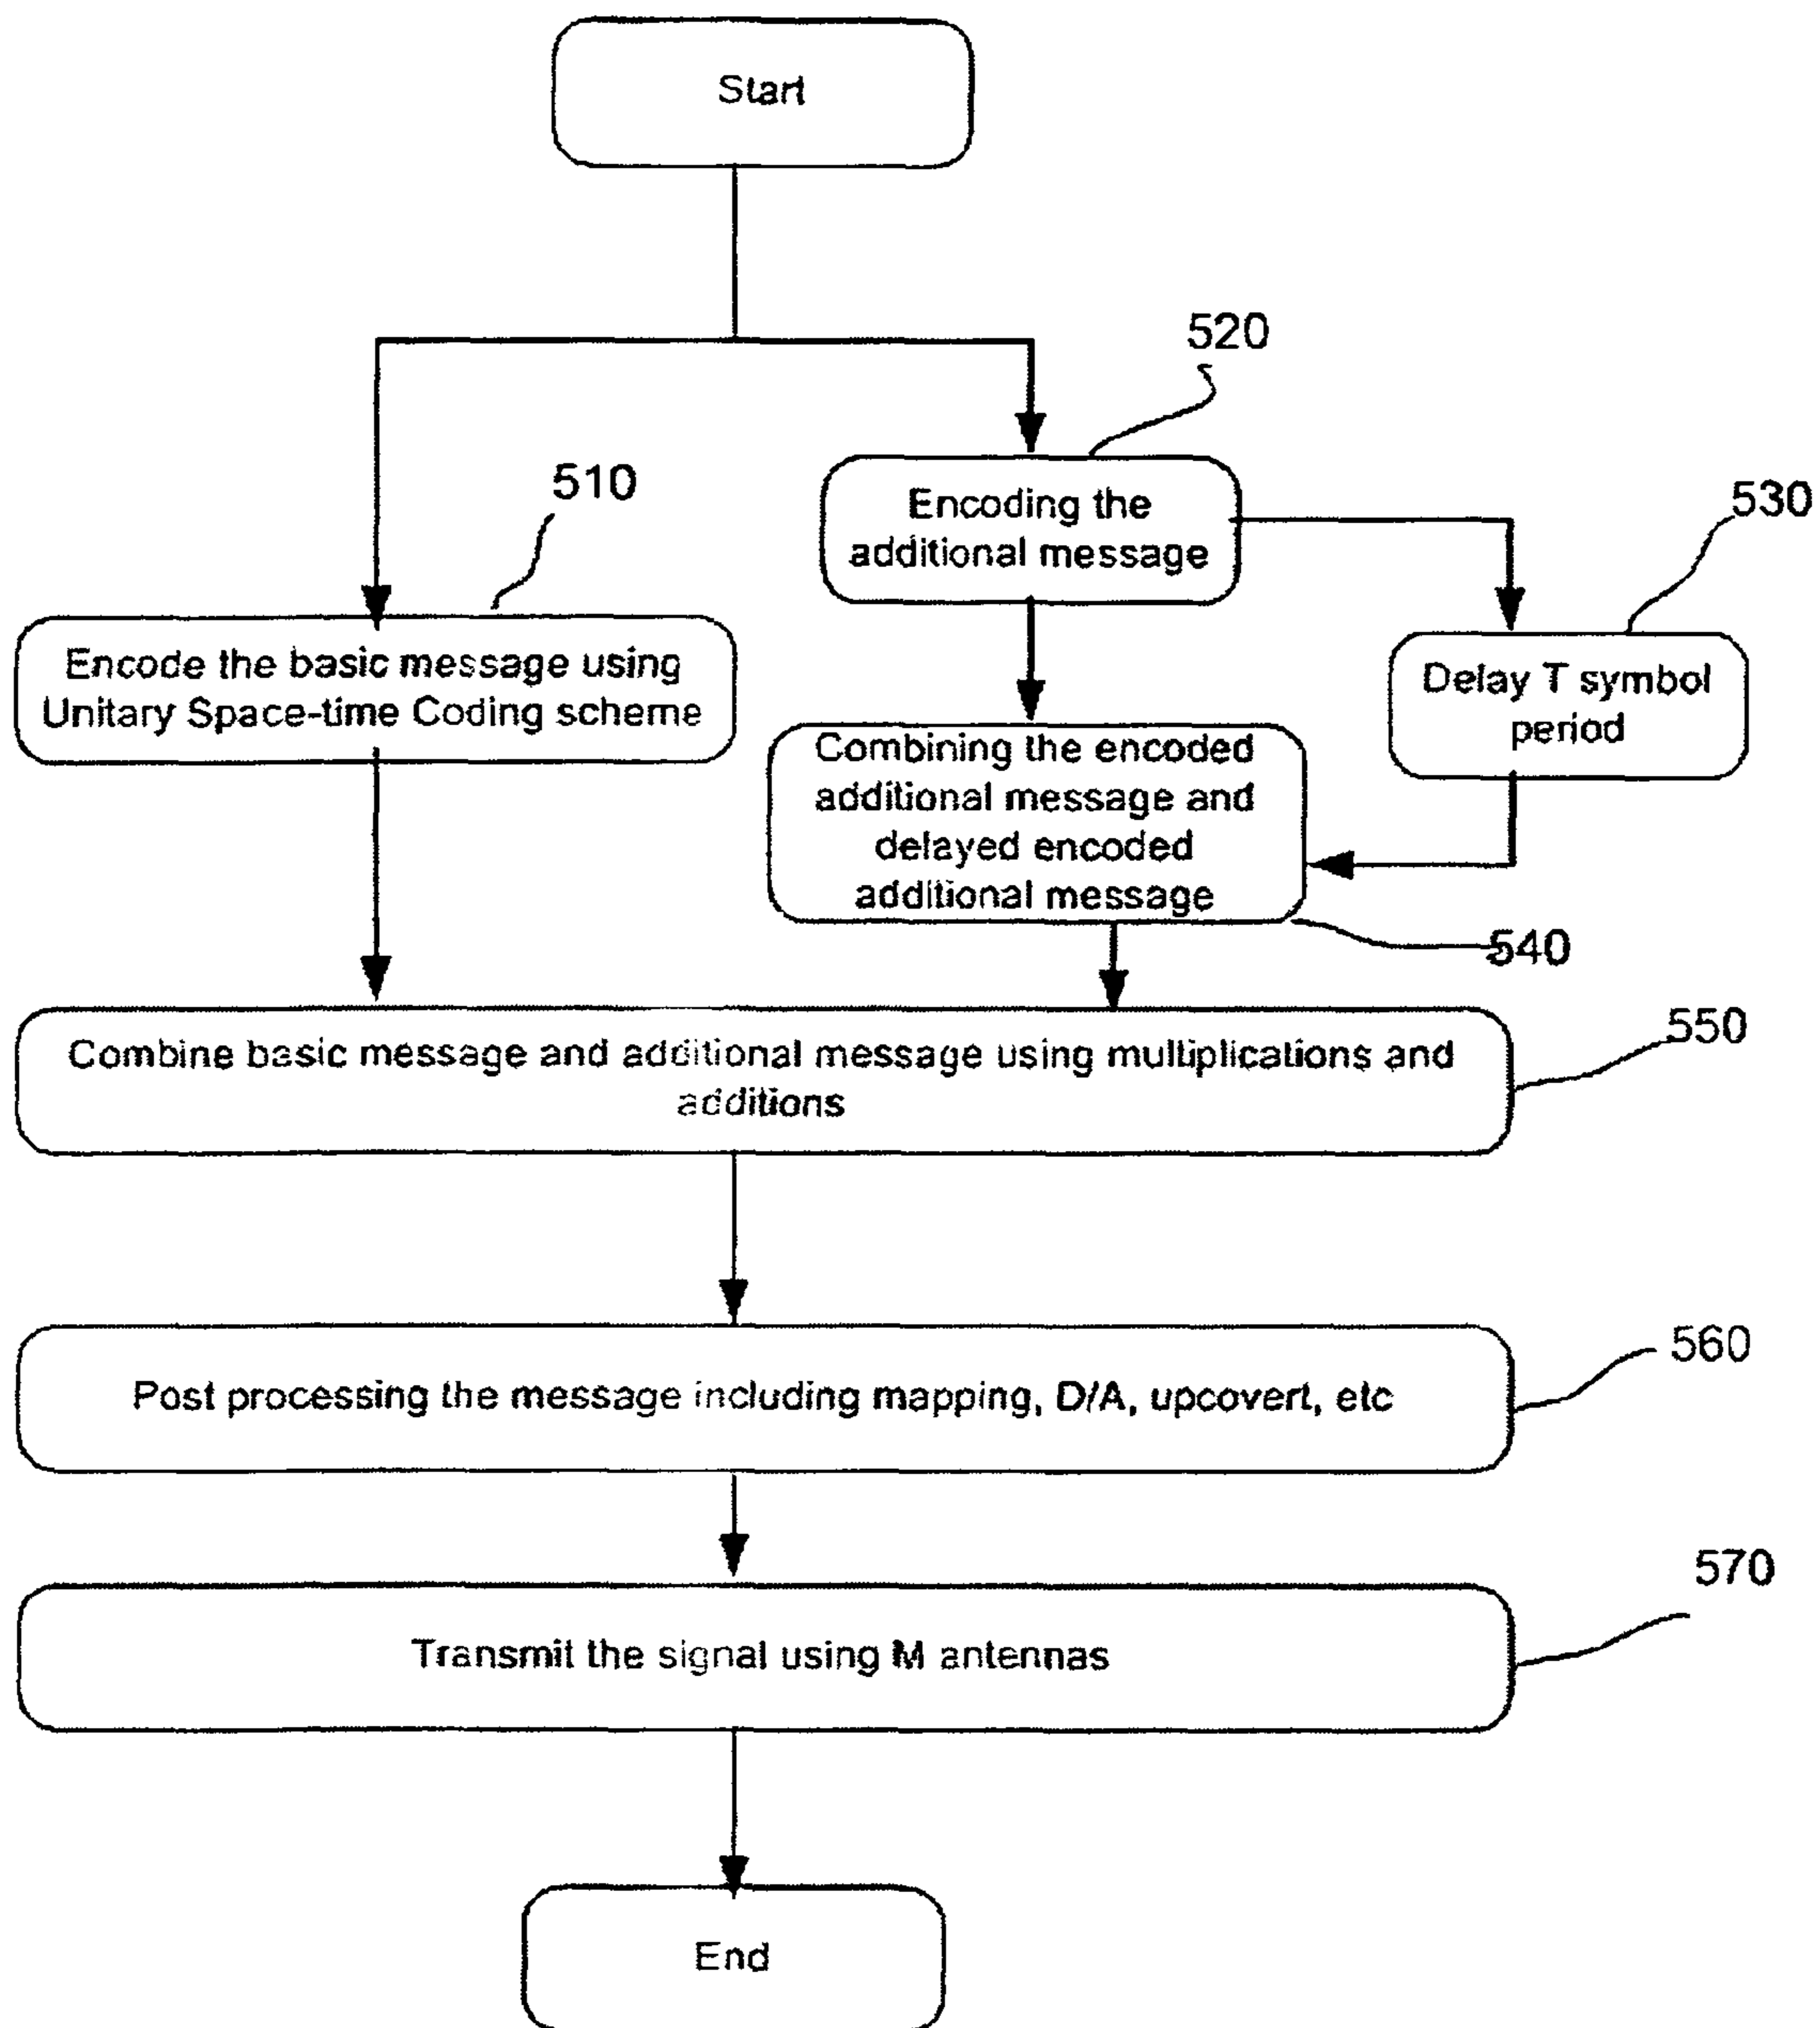 Start
520
510
Encoding the
additional message
530
Encode the basic message using
Unitary Space-time Coding scheme
Delay T symbol
period
Combining the encoded
additional message and
delayed encoded
additional message
540
550
Combine basic message and additional message using multiplications and
additions
560
Post processing the message including mapping, D/A, upcovert, etc
570
Transmit the signal using M antennas
End